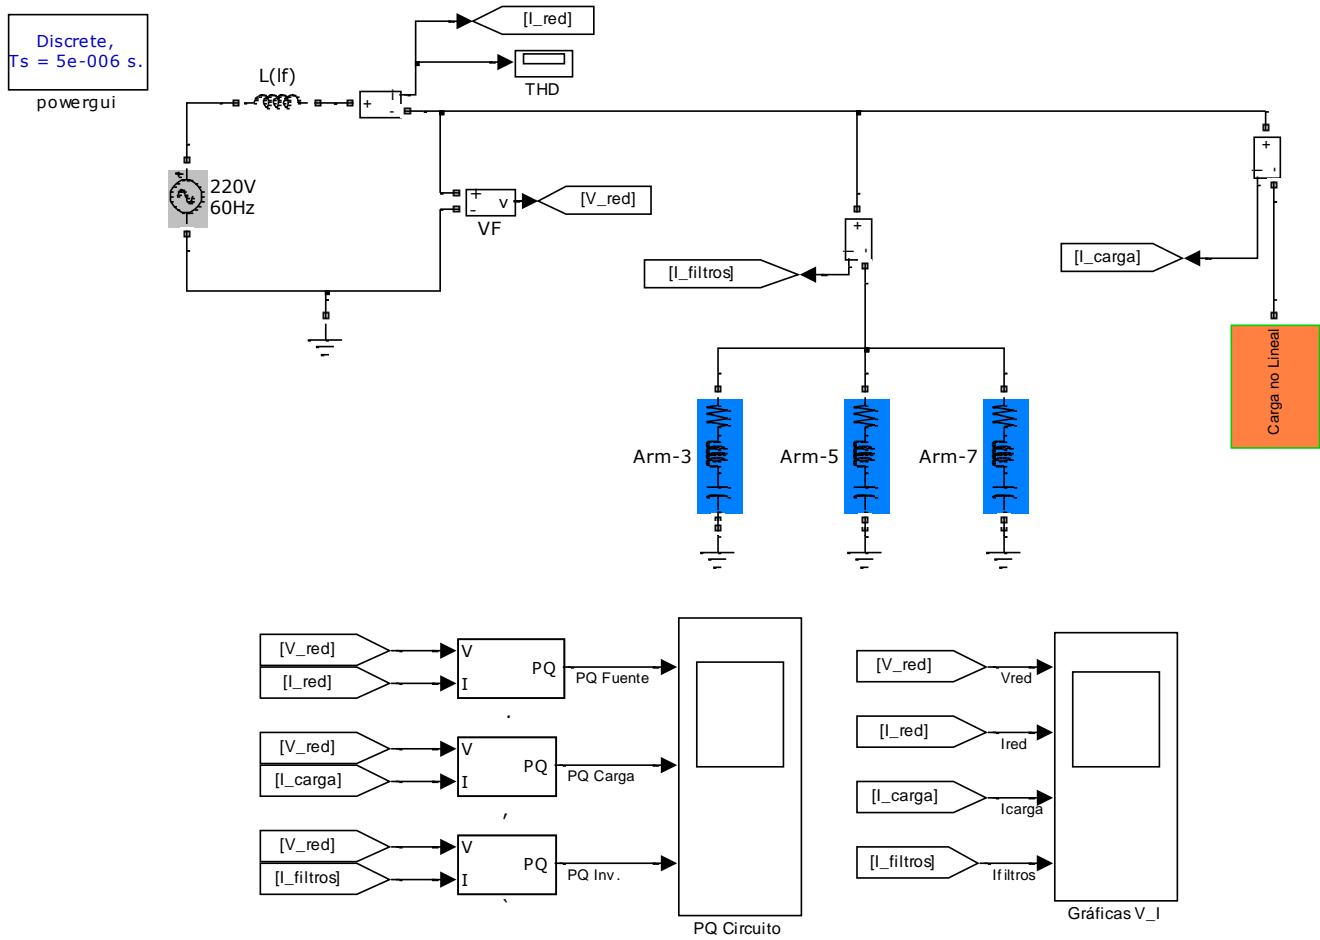 Discrete,
Ts = 5e-006 s.
powergui
L(lf)
+
i
-
[I_red]
THD
220V
60Hz
+
-
v
VF
[V_red]
+
i
-
[I_filtros]
+
i
-
[I_carga]
Carga no Lineal
Arm-3
Arm-5
Arm-7
[V_red]
[I_red]
V
I
PQ
PQ Fuente
.
[V_red]
[I_carga]
V
I
PQ
PQ Carga
,
[V_red]
[I_filtros]
V
I
PQ
PQ Inv.
`
PQ Circuito
[V_red]
Vred
[I_red]
Ired
[I_carga]
Icarga
[I_filtros]
Ifiltros
Gráficas V_I